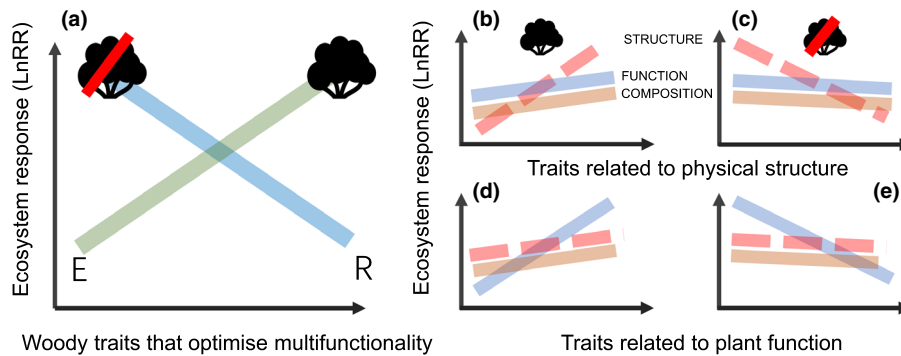 (a)
Ecosystem response (LnRR)
E
R
Woody traits that optimise multifunctionality
(b)
(c)
STRUCTURE
FUNCTION
COMPOSITION
Traits related to physical structure
Ecosystem response (LnRR)
(d)
(e)
Traits related to plant function